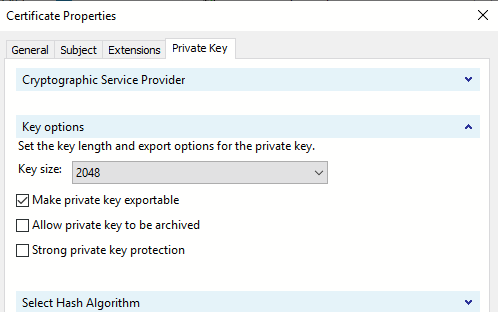 Certificate Properties
General Subject Extensions Private Key
Cryptographic Service Provider
Key options
Set the key length and export options for the private key.
Key size: 2048
Make private key exportable
Allow private key to be archived
Strong private key protection
Select Hash Algorithm